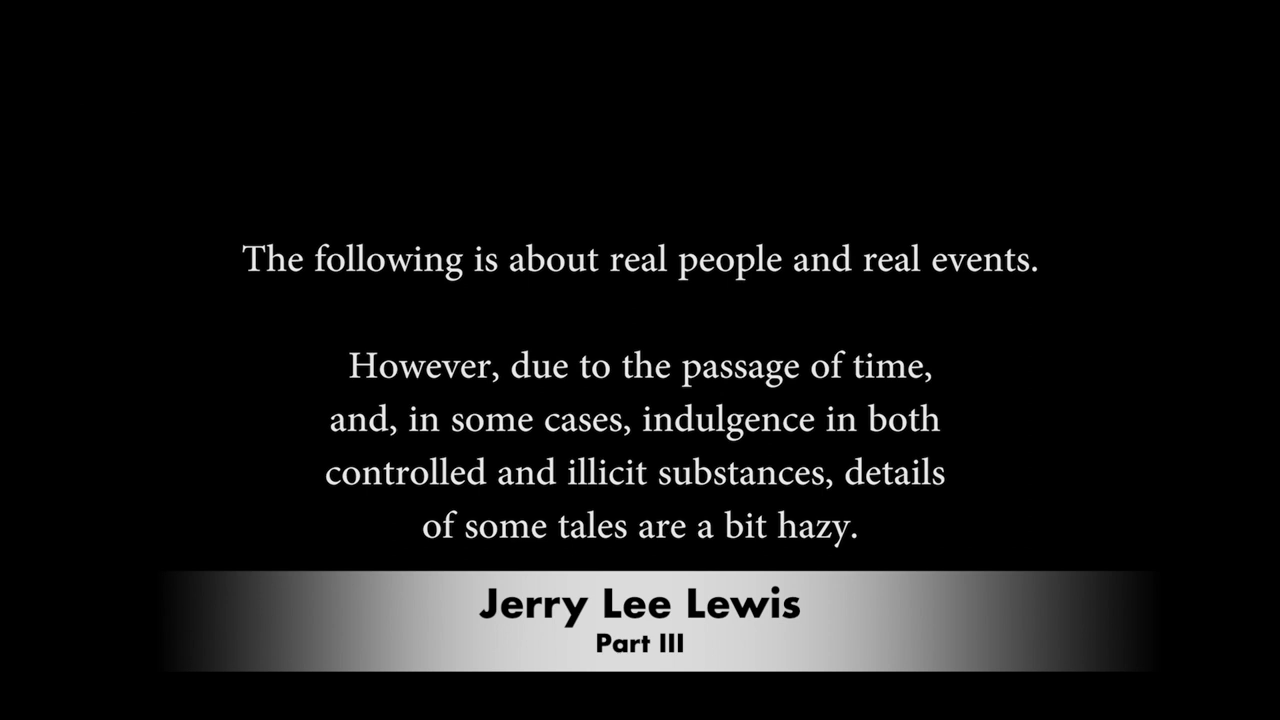 The following is about real people and real events.
However, due to the passage of time,
and, in some cases, indulgence in both
controlled and illicit substances, details
of some tales are a bit hazy.
Jerry Lee Lewis
Part III